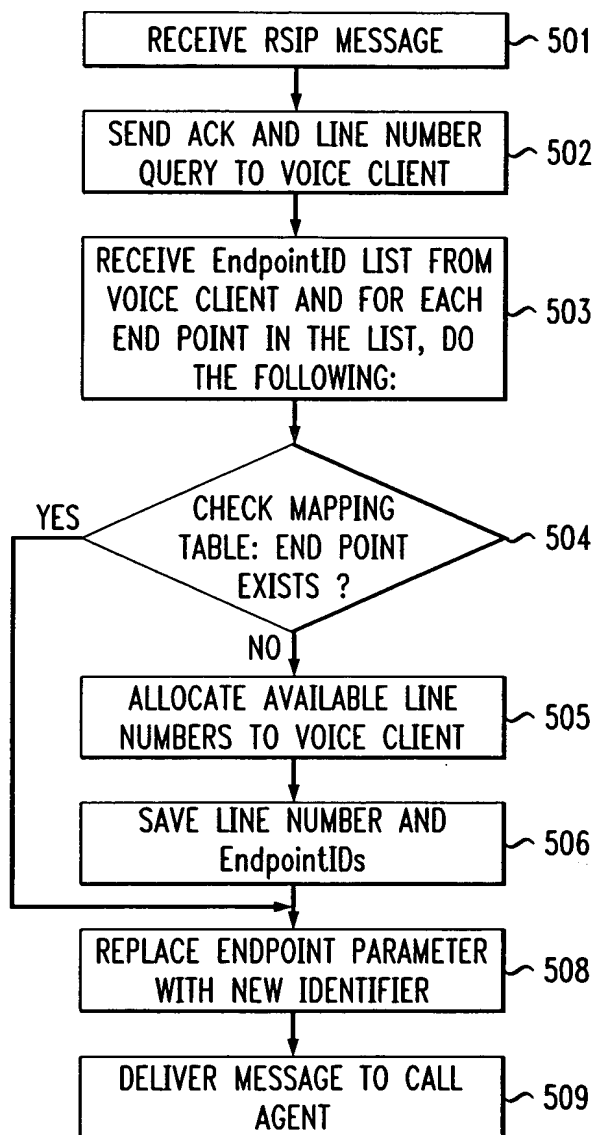 RECEIVE RSIP MESSAGE
501
SEND ACK AND LINE NUMBER
QUERY TO VOICE CLIENT
502
RECEIVE EndpointID LIST FROM
VOICE CLIENT AND FOR EACH
END POINT IN THE LIST, DO
THE FOLLOWING:
503
CHECK MAPPING
TABLE: END POINT
EXISTS ?
504
YES
NO
ALLOCATE AVAILABLE LINE
NUMBERS TO VOICE CLIENT
505
SAVE LINE NUMBER AND
EndpointIDs
506
REPLACE ENDPOINT PARAMETER
WITH NEW IDENTIFIER
508
DELIVER MESSAGE TO CALL
AGENT
509